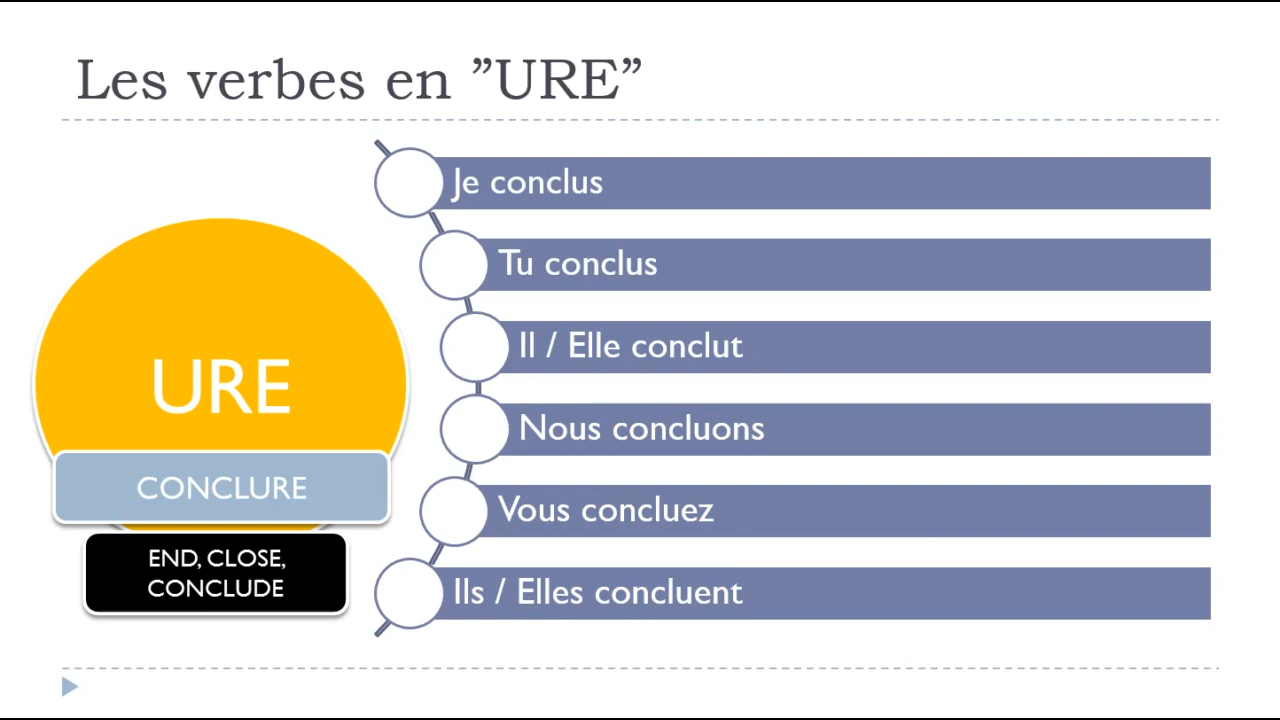 Les verbes en ”URE”
URE
CONCLURE
END, CLOSE,
CONCLUDE
Je conclus
Tu conclus
Il / Elle conclut
Nous concluons
Vous concluez
Ils / Elles concluent